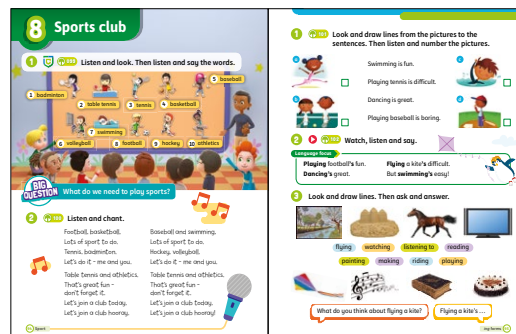 8 Sports club
1 Listen and look. Then listen and say the words.
1 badminton
2 table tennis
3 tennis
4 basketball
5 baseball
6 volleyball
7 swimming
8 football
9 hockey
10 athletics
BIG QUESTION What do we need to play sports?
2 Listen and chant.
Football, basketball,
Lots of sport to do.
Tennis, badminton,
Let's do it – me and you.
Table tennis and athletics.
That's great fun –
don't forget it.
Let's join a club today,
Let's join a club hooray,
Baseball and swimming,
Lots of sport to do.
Hockey, volleyball,
Let's do it – me and you.
Table tennis and athletics.
That's great fun –
don't forget it.
Let's join a club today,
Let's join a club hooray!
Sport
1 Look and draw lines from the pictures to the
sentences. Then listen and number the pictures.
a
b
c
d
Swimming is fun.
Playing tennis is difficult.
Dancing is great.
Playing baseball is boring.
2 Watch, listen and say.
Language focus
Playing football's fun.
Dancing's great.
Flying a kite's difficult.
But swimming's easy!
3 Look and draw lines. Then ask and answer.
flying watching listening to reading
painting making riding playing
What do you think about flying a kite?
Flying a kite's …
-ing forms